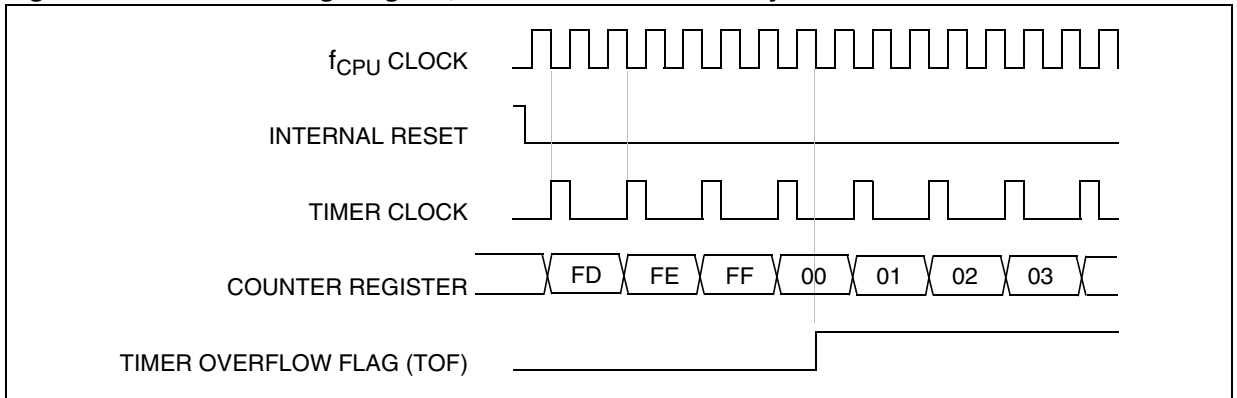 fCPU CLOCK
INTERNAL RESET
TIMER CLOCK
COUNTER REGISTER FD FE FF 00 01 02 03
TIMER OVERFLOW FLAG (TOF)